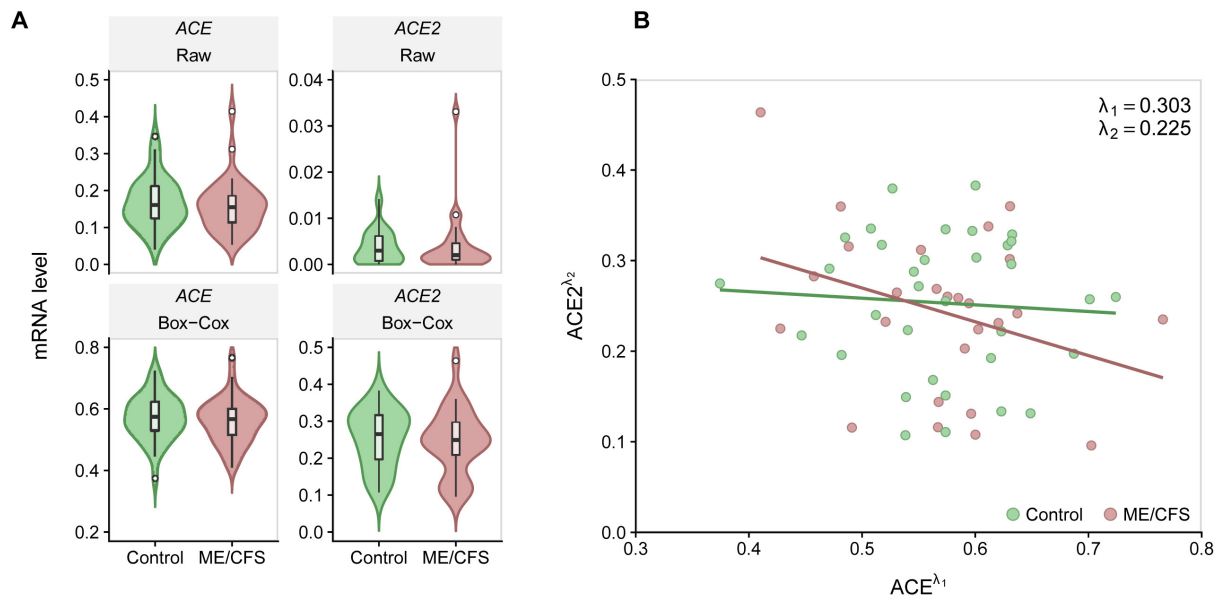 A
ACE
Raw
ACE2
Raw
mRNA level
0.5
0.4
0.3
0.2
0.1
0.0
0.04
0.03
0.02
0.01
0.00
ACE
Box−Cox
ACE2
Box−Cox
0.8
0.6
0.4
0.2
0.5
0.4
0.3
0.2
0.1
0.0
Control ME/CFS
Control ME/CFS
B
ACE2^λ₂
0.5
0.4
0.3
0.2
0.1
0.0
λ₁ = 0.303
λ₂ = 0.225
Control ME/CFS
0.3 0.4 0.5 0.6 0.7 0.8
ACE^λ₁